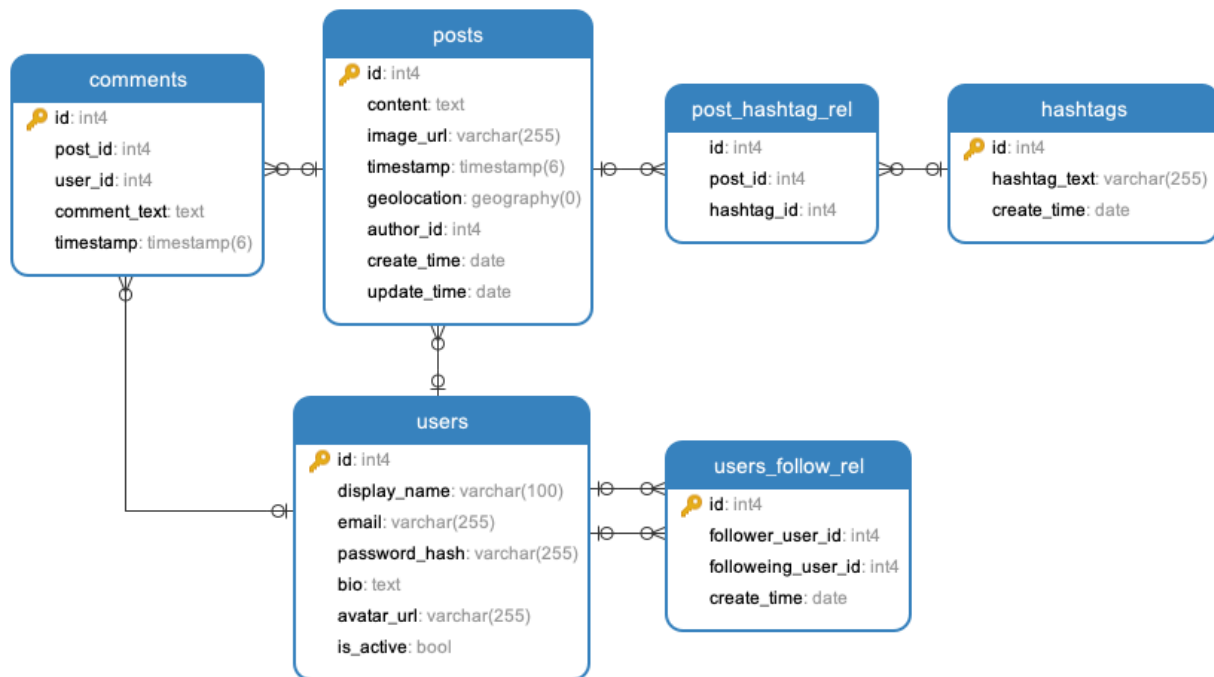 comments
id: int4
post_id: int4
user_id: int4
comment_text: text
timestamp: timestamp(6)
posts
id: int4
content: text
image_url: varchar(255)
timestamp: timestamp(6)
geolocation: geography(0)
author_id: int4
create_time: date
update_time: date
post_hashtag_rel
id: int4
post_id: int4
hashtag_id: int4
hashtags
id: int4
hashtag_text: varchar(255)
create_time: date
users
id: int4
display_name: varchar(100)
email: varchar(255)
password_hash: varchar(255)
bio: text
avatar_url: varchar(255)
is_active: bool
users_follow_rel
id: int4
follower_user_id: int4
followeing_user_id: int4
create_time: date